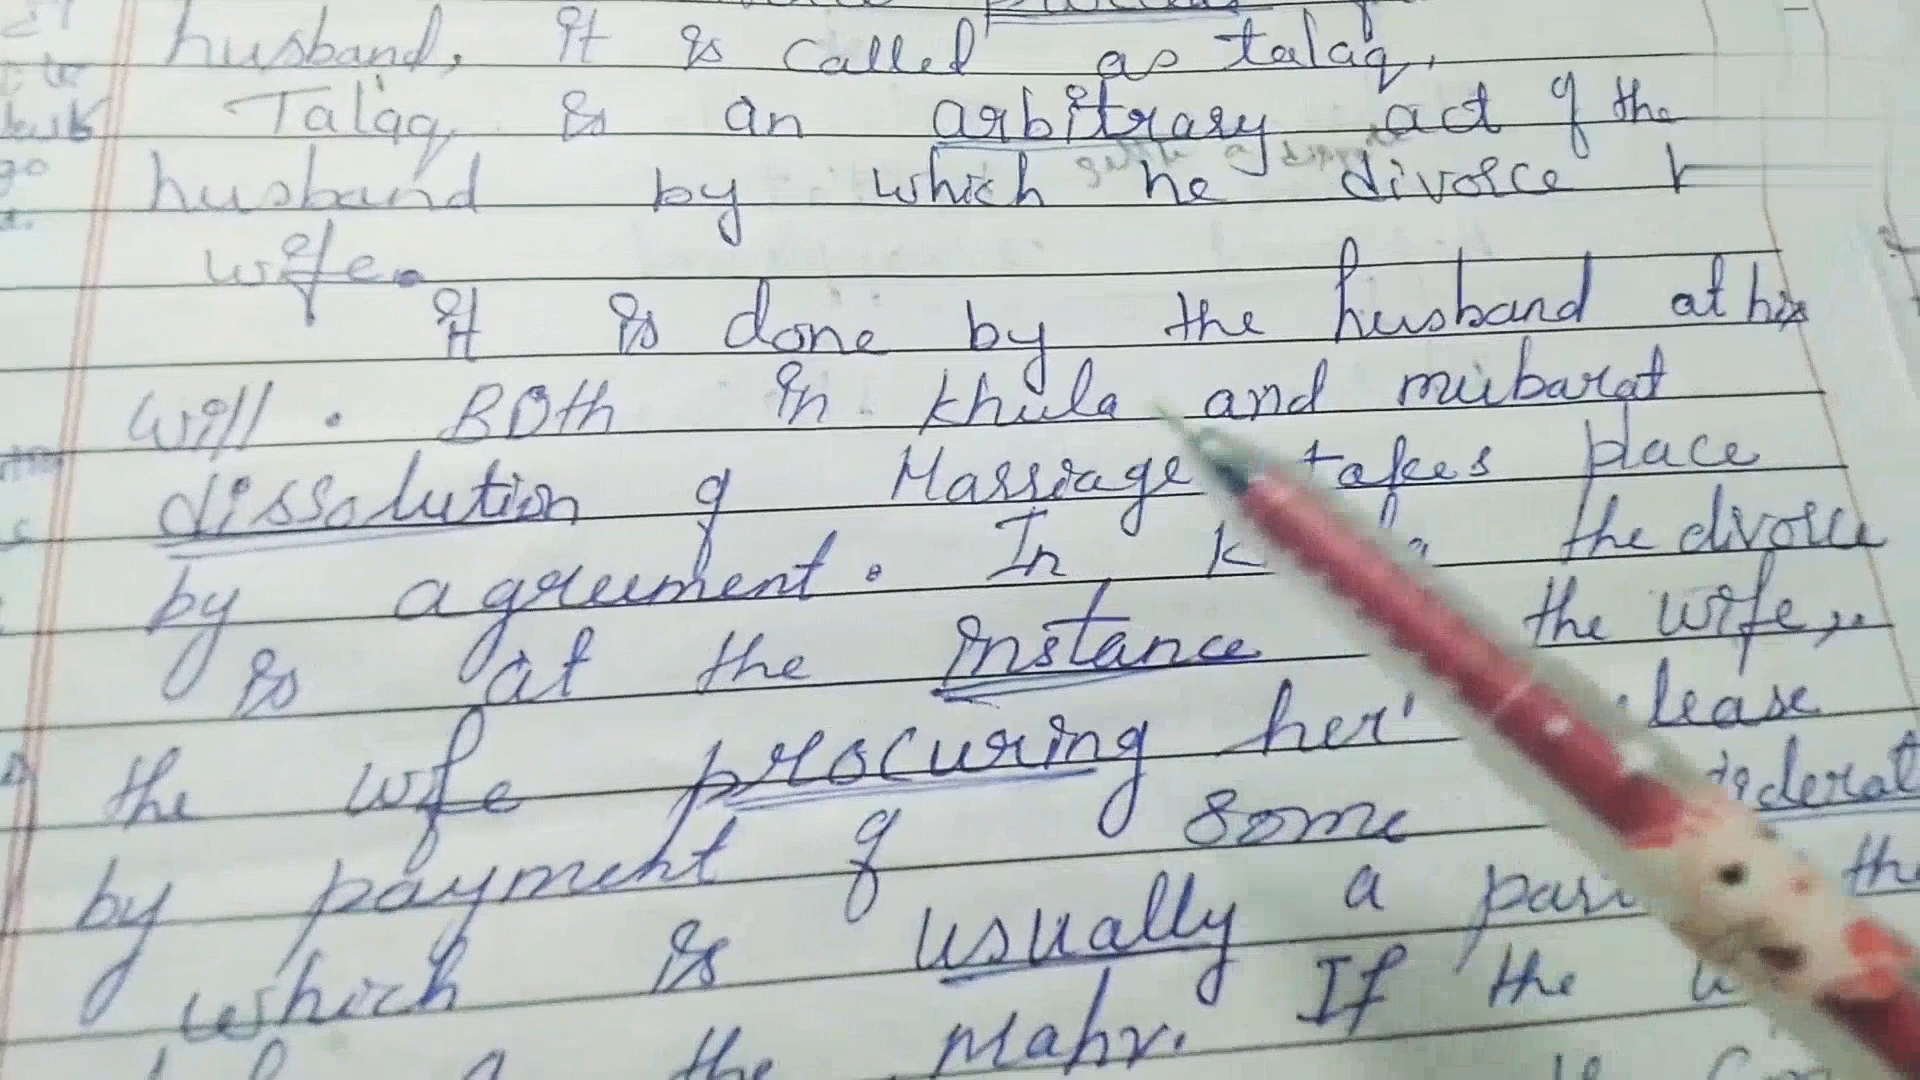 husband. It is called as talaq.
Talaq is an arbitrary act of the
husband by which he divorce
wife.
It is done by the husband at his
will. Both in khula and mubarat
dissolution of Marriage takes place
by agreement. In the divorce
is at the instance the wife,
the wife procuring her
by payment of some
which is usually a
the Mahr. If the